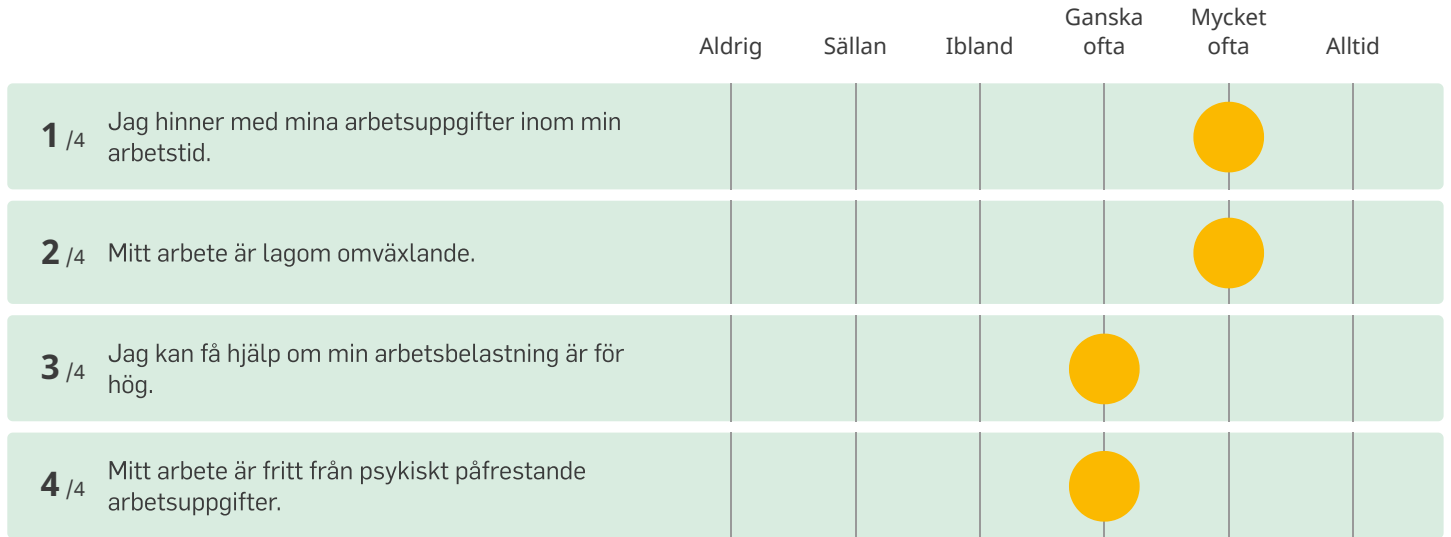 Aldrig Sällan Ibland Ganska ofta Mycket ofta Alltid
1 /4 Jag hinner med mina arbetsuppgifter inom min
arbetstid.
2 /4 Mitt arbete är lagom omväxlande.
3 /4 Jag kan få hjälp om min arbetsbelastning är för
hög.
4 /4 Mitt arbete är fritt från psykiskt påfrestande
arbetsuppgifter.